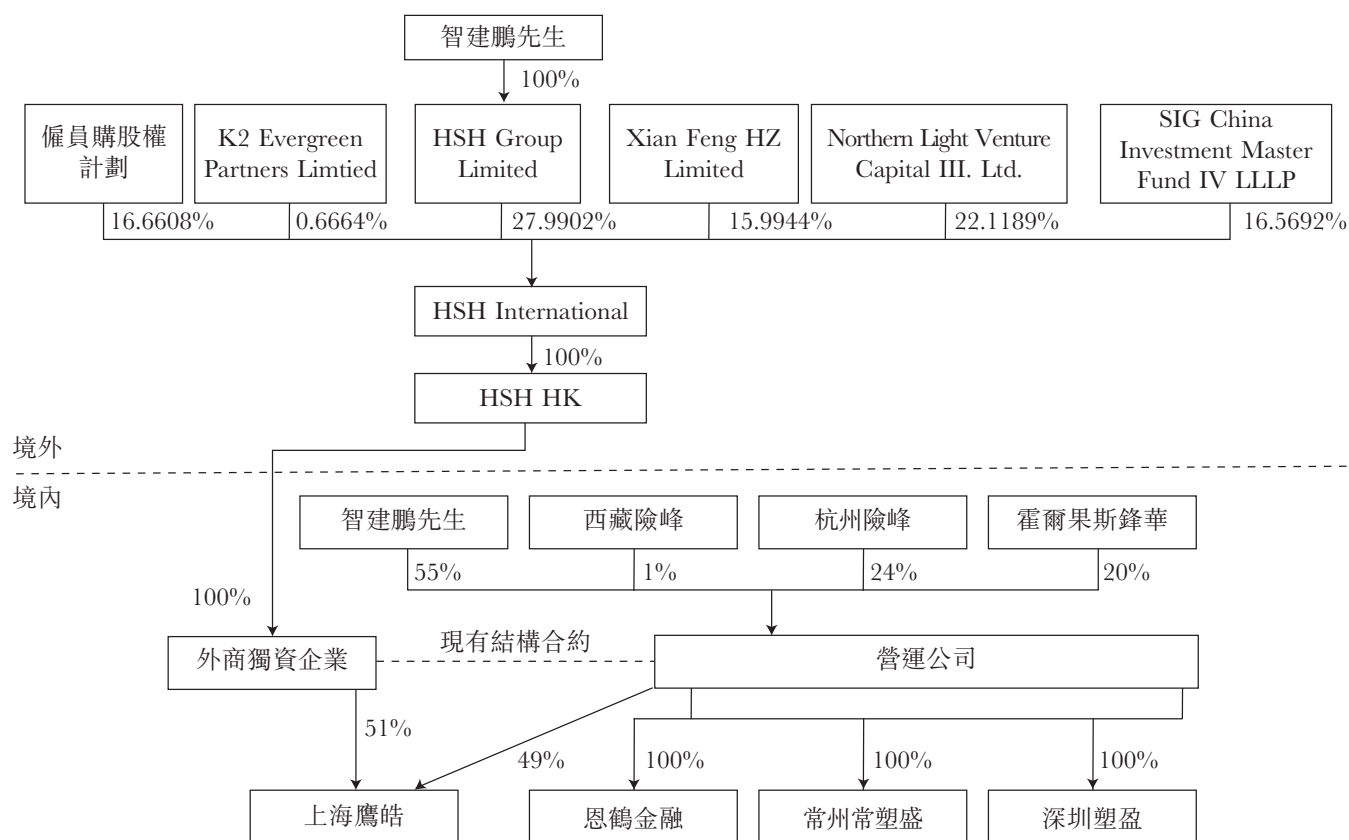 智建鵬先生
100%
僱員購股權
計劃
K2 Evergreen
Partners Limtied
HSH Group
Limited
Xian Feng HZ
Limited
Northern Light Venture
Capital III. Ltd.
SIG China
Investment Master
Fund IV LLLP
16.6608%
0.6664%
27.9902%
15.9944%
22.1189%
16.5692%
HSH International
100%
HSH HK
境外
境內
智建鵬先生
西藏險峰
杭州險峰
霍爾果斯鋒華
55%
1%
24%
20%
100%
外商獨資企業
現有結構合約
營運公司
51%
49%
100%
100%
100%
上海鷹皓
恩鶴金融
常州常塑盛
深圳塑盈